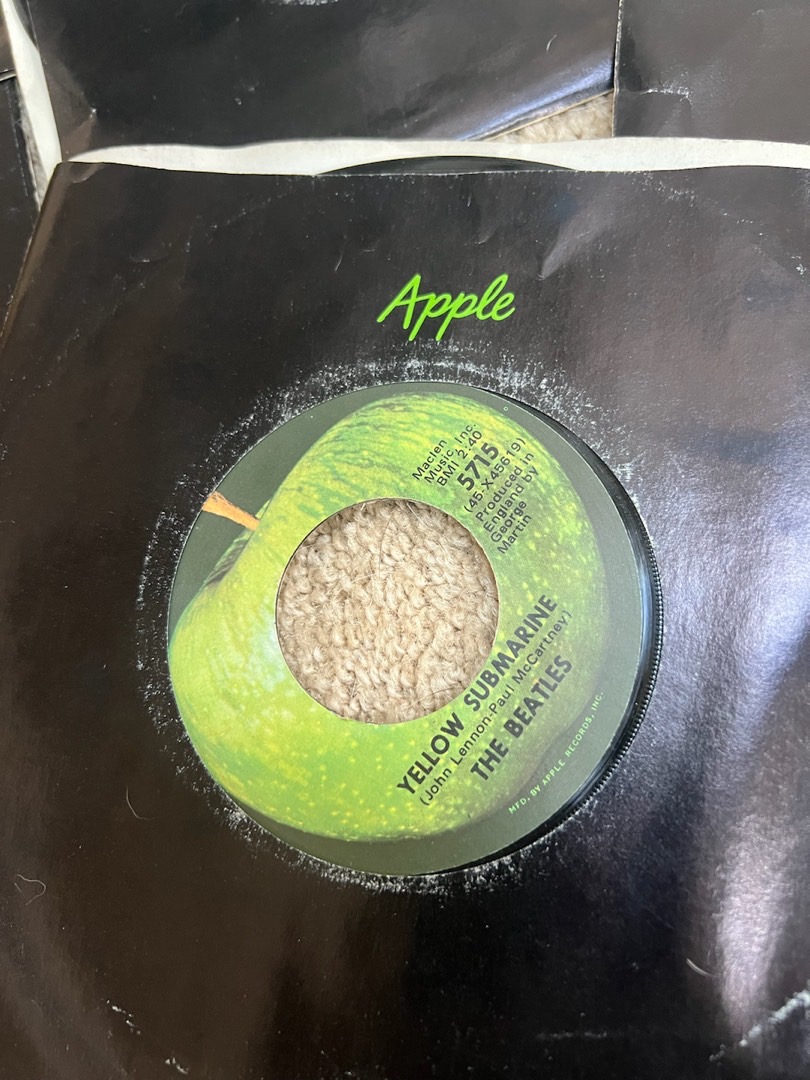 Apple
Maclen
Music, Inc.
BMI 2:40
5715
(45-X45619)
Produced in
England by
George
Martin
YELLOW SUBMARINE
(John Lennon-Paul McCartney)
THE BEATLES
MFD. BY APPLE RECORDS, INC.